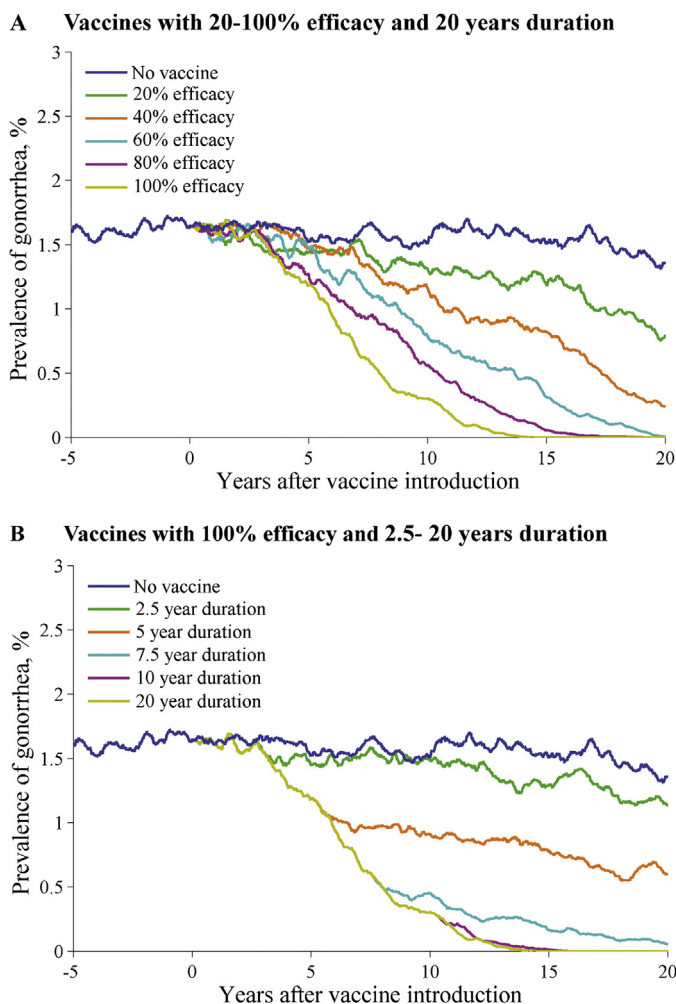 A Vaccines with 20-100% efficacy and 20 years duration
3
No vaccine
20% efficacy
2.5
40% efficacy
60% efficacy
80% efficacy
2
100% efficacy
1.5
1
0.5
0
Prevalence of gonorrhea, %
-5 0 5 10 15 20
Years after vaccine introduction
B Vaccines with 100% efficacy and 2.5- 20 years duration
3
No vaccine
2.5 year duration
2.5
5 year duration
7.5 year duration
10 year duration
2
20 year duration
1.5
1
0.5
0
Prevalence of gonorrhea, %
-5 0 5 10 15 20
Years after vaccine introduction